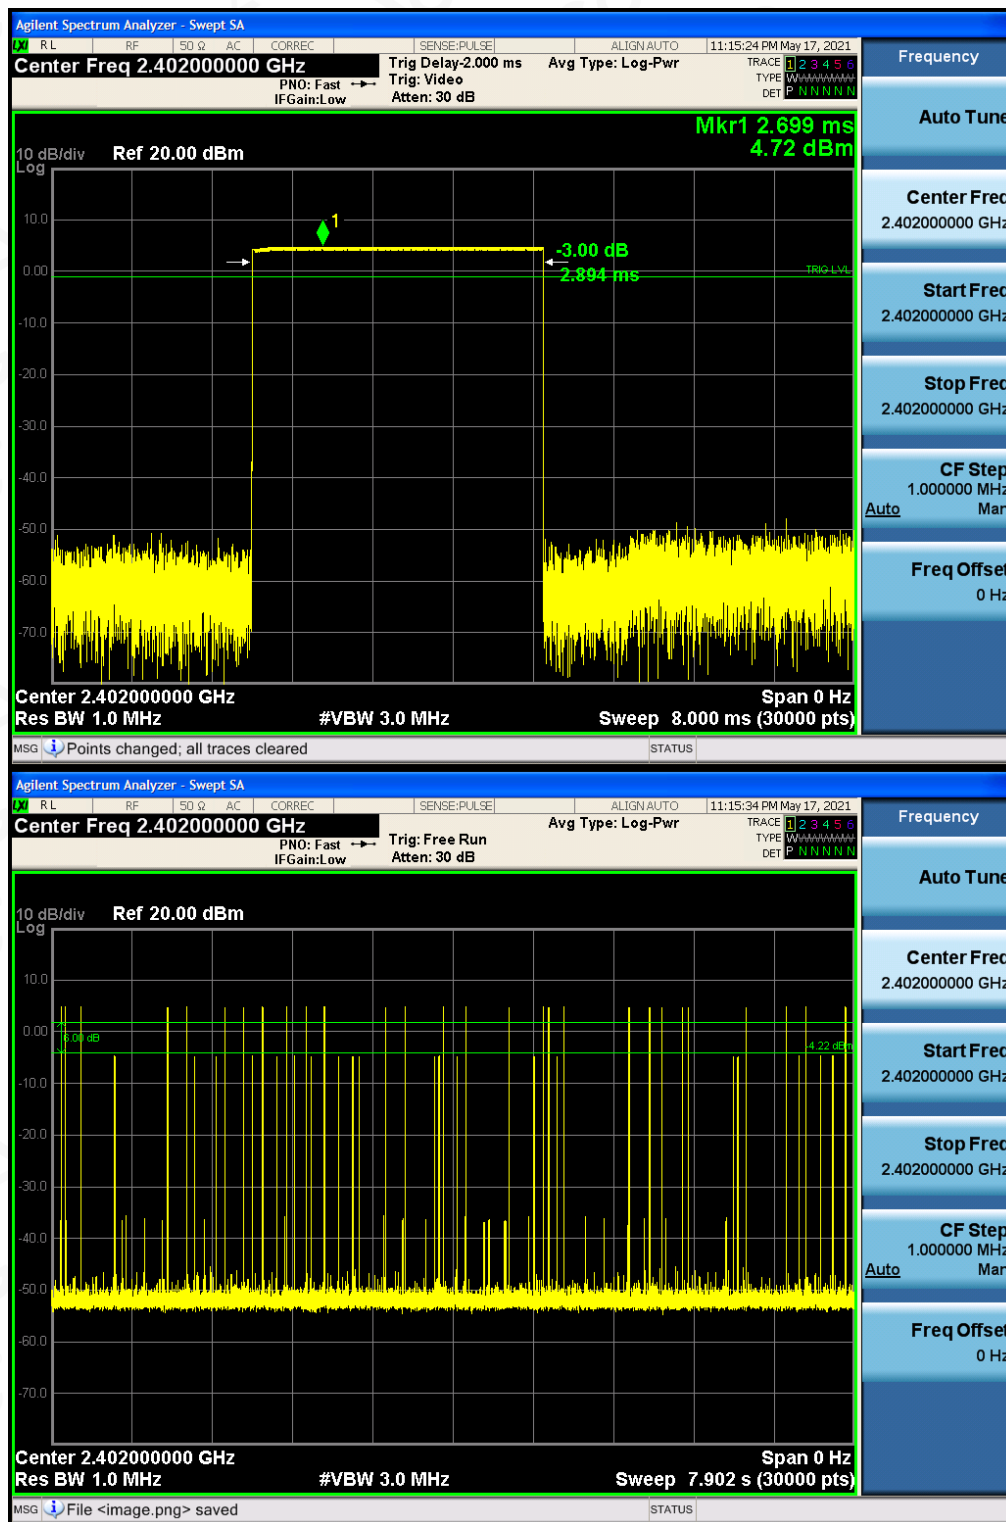 Agilent Spectrum Analyzer - Swept SA
LXI RL RF 50 Ω AC CORREC SENSE:PULSE ALIGN AUTO 11:15:24 PM May 17, 2021
Center Freq 2.402000000 GHz
PNO: Fast
IFGain:Low
Trig Delay-2.000 ms
Trig: Video
Atten: 30 dB
Avg Type: Log-Pwr
TRACE 1 2 3 4 5 6
TYPE
DET P N N N N N
Mkr1 2.699 ms
4.72 dBm
10 dB/div Ref 20.00 dBm
Log
10.0
0.00
-10.0
-20.0
-30.0
-40.0
-50.0
-60.0
-70.0
1
-3.00 dB
2.894 ms
TRIG LVL
Center 2.402000000 GHz Span 0 Hz
Res BW 1.0 MHz #VBW 3.0 MHz Sweep 8.000 ms (30000 pts)
MSG Points changed; all traces cleared STATUS
Frequency
Auto Tune
Center Freq
2.402000000 GHz
Start Freq
2.402000000 GHz
Stop Freq
2.402000000 GHz
CF Step
1.000000 MHz
Auto Man
Freq Offset
0 Hz
Agilent Spectrum Analyzer - Swept SA
LXI RL RF 50 Ω AC CORREC SENSE:PULSE ALIGN AUTO 11:15:34 PM May 17, 2021
Center Freq 2.402000000 GHz
PNO: Fast
IFGain:Low
Trig: Free Run
Atten: 30 dB
Avg Type: Log-Pwr
TRACE 1 2 3 4 5 6
TYPE
DET P N N N N N
10 dB/div Ref 20.00 dBm
Log
10.0
0.00
-10.0
-20.0
-30.0
-40.0
-50.0
-60.0
-70.0
6.00 dB
-4.22 dBm
Center 2.402000000 GHz Span 0 Hz
Res BW 1.0 MHz #VBW 3.0 MHz Sweep 7.902 s (30000 pts)
MSG File <image.png> saved STATUS
Frequency
Auto Tune
Center Freq
2.402000000 GHz
Start Freq
2.402000000 GHz
Stop Freq
2.402000000 GHz
CF Step
1.000000 MHz
Auto Man
Freq Offset
0 Hz